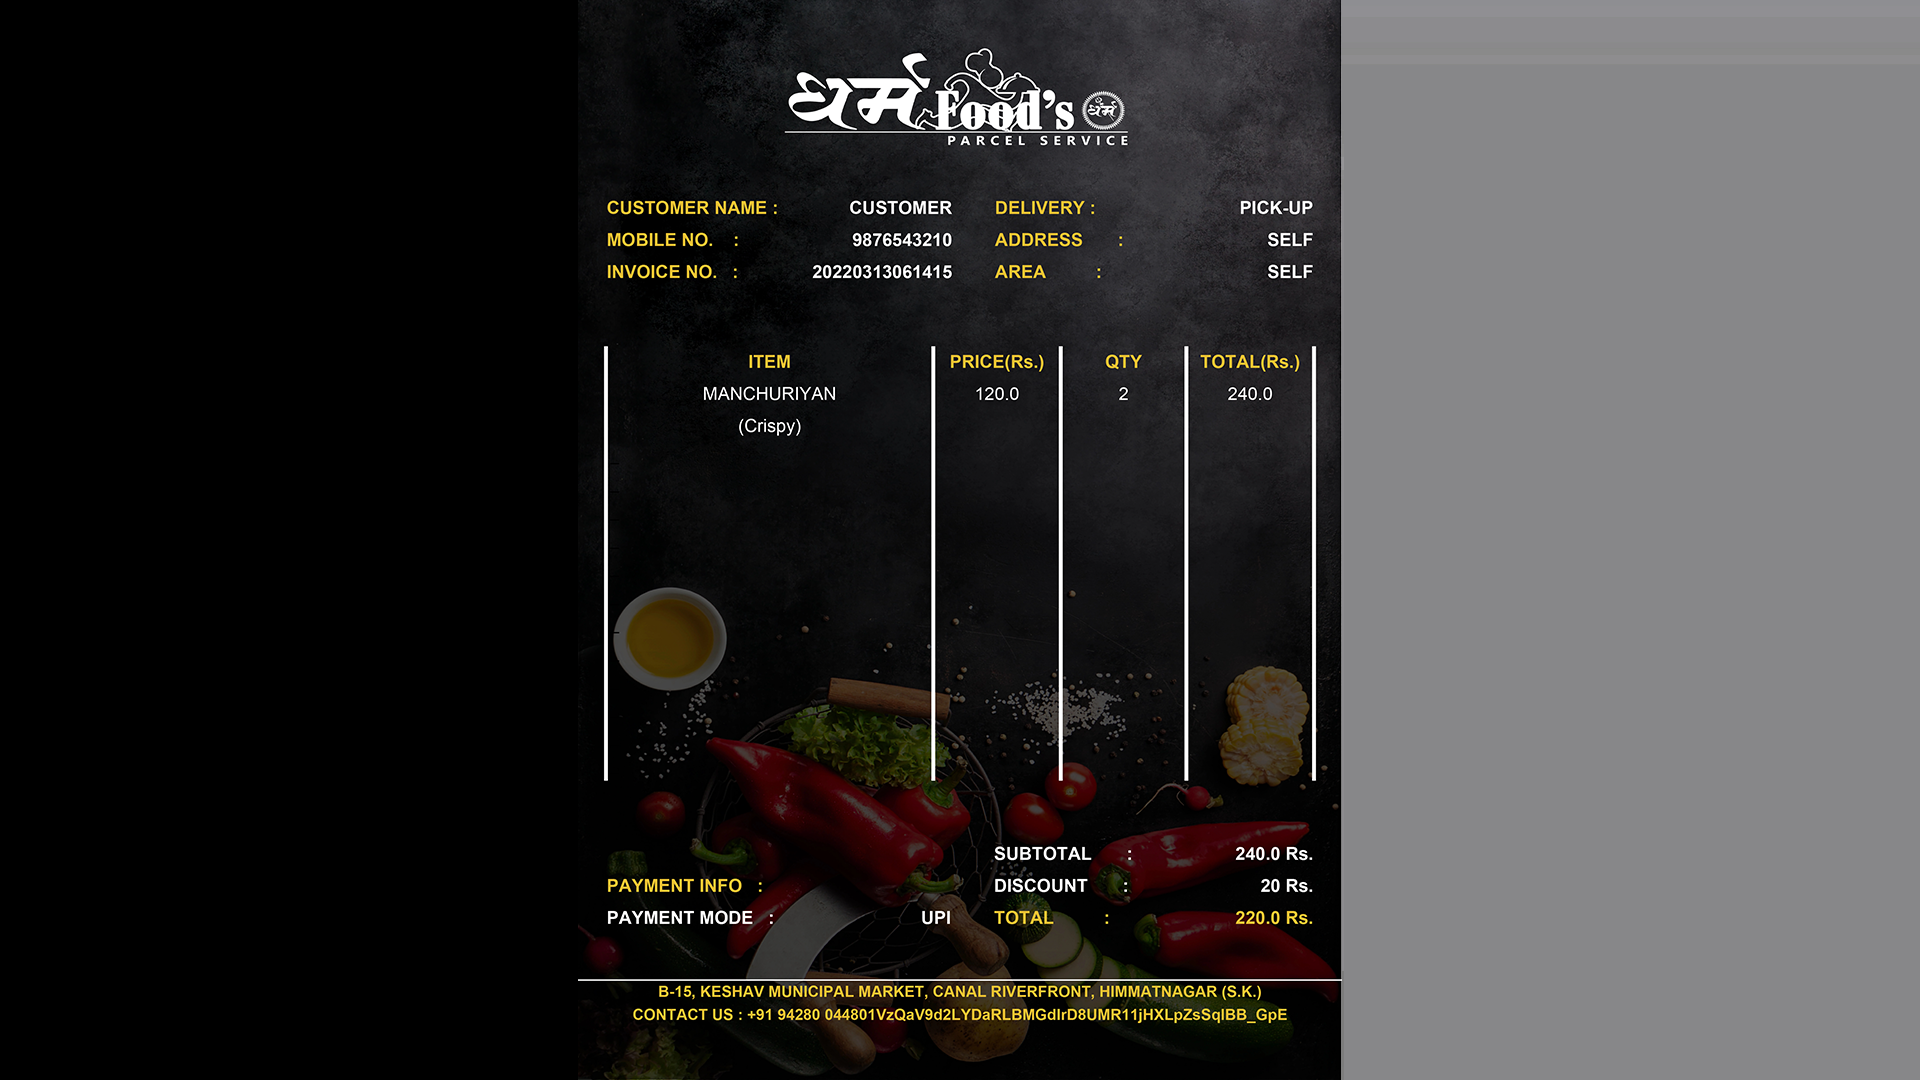 धर्म Food's धर्म
PARCEL SERVICE
CUSTOMER NAME : CUSTOMER DELIVERY : PICK-UP
MOBILE NO. : 9876543210 ADDRESS : SELF
INVOICE NO. : 20220313061415 AREA : SELF
ITEM PRICE(Rs.) QTY TOTAL(Rs.)
MANCHURIYAN 120.0 2 240.0
(Crispy)
SUBTOTAL : 240.0 Rs.
PAYMENT INFO : DISCOUNT : 20 Rs.
PAYMENT MODE : UPI TOTAL : 220.0 Rs.
B-15, KESHAV MUNICIPAL MARKET, CANAL RIVERFRONT, HIMMATNAGAR (S.K.)
CONTACT US : +91 94280 044801VzQaV9d2LYDaRLBMGdIrD8UMR11jHXLpZsSqIBB_GpE